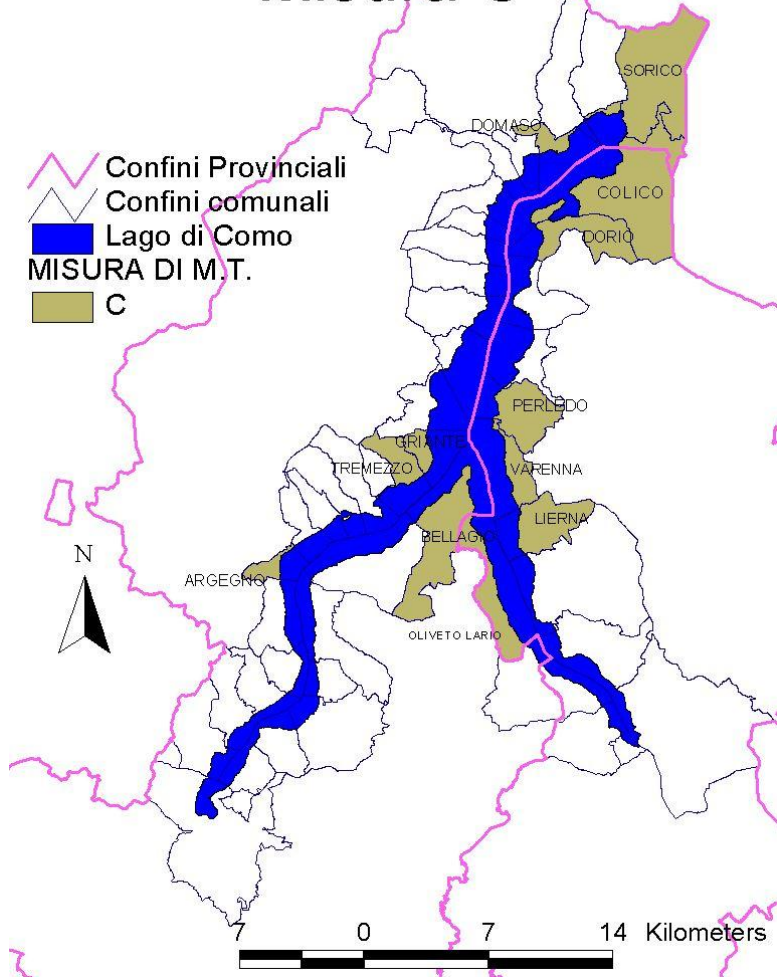 SORICO
DOMASO
Confini Provinciali
Confini comunali
COLICO
Lago di Como
DORIO
MISURA DI M.T.
C
PERLEDO
GRIANTE
TREMEZZO
VARENNA
LIERNA
BELLAGIO
N
ARGEGNO
OLIVETO LARIO
7 0 7 14 Kilometers